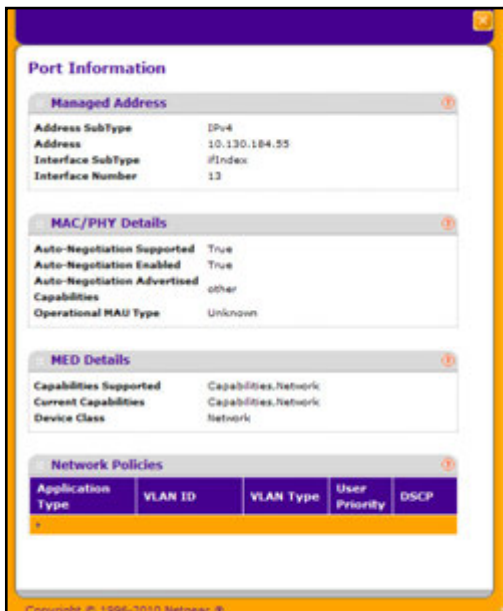 Port Information
Managed Address
Address SubType IPv4
Address 10.130.184.55
Interface SubType ifIndex
Interface Number 13
MAC/PHY Details
Auto-Negotiation Supported True
Auto-Negotiation Enabled True
Auto-Negotiation Advertised Capabilities other
Operational MAU Type Unknown
MED Details
Capabilities Supported Capabilities,Network
Current Capabilities Capabilities,Network
Device Class Network
Network Policies
Application Type VLAN ID VLAN Type User Priority DSCP
Copyright © 1996-2010 Netgear ®